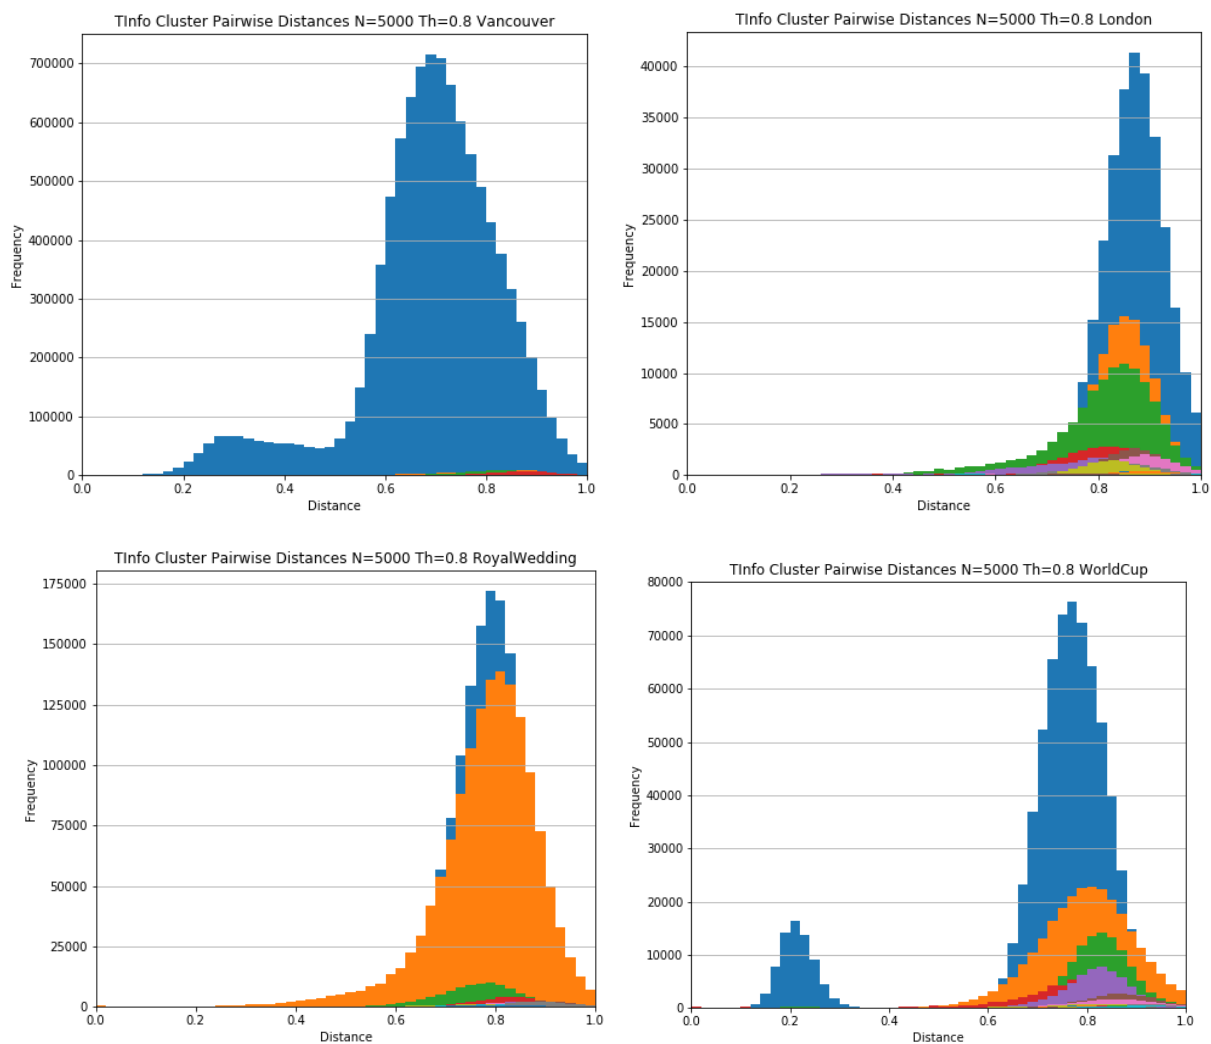 TInfo Cluster Pairwise Distances N=5000 Th=0.8 Vancouver
700000
600000
500000
400000
300000
200000
100000
0
Frequency
0.0 0.2 0.4 0.6 0.8 1.0
Distance
TInfo Cluster Pairwise Distances N=5000 Th=0.8 London
40000
35000
30000
25000
20000
15000
10000
5000
0
Frequency
0.0 0.2 0.4 0.6 0.8 1.0
Distance
TInfo Cluster Pairwise Distances N=5000 Th=0.8 RoyalWedding
175000
150000
125000
100000
75000
50000
25000
0
Frequency
0.0 0.2 0.4 0.6 0.8 1.0
Distance
TInfo Cluster Pairwise Distances N=5000 Th=0.8 WorldCup
80000
70000
60000
50000
40000
30000
20000
10000
0
Frequency
0.0 0.2 0.4 0.6 0.8 1.0
Distance